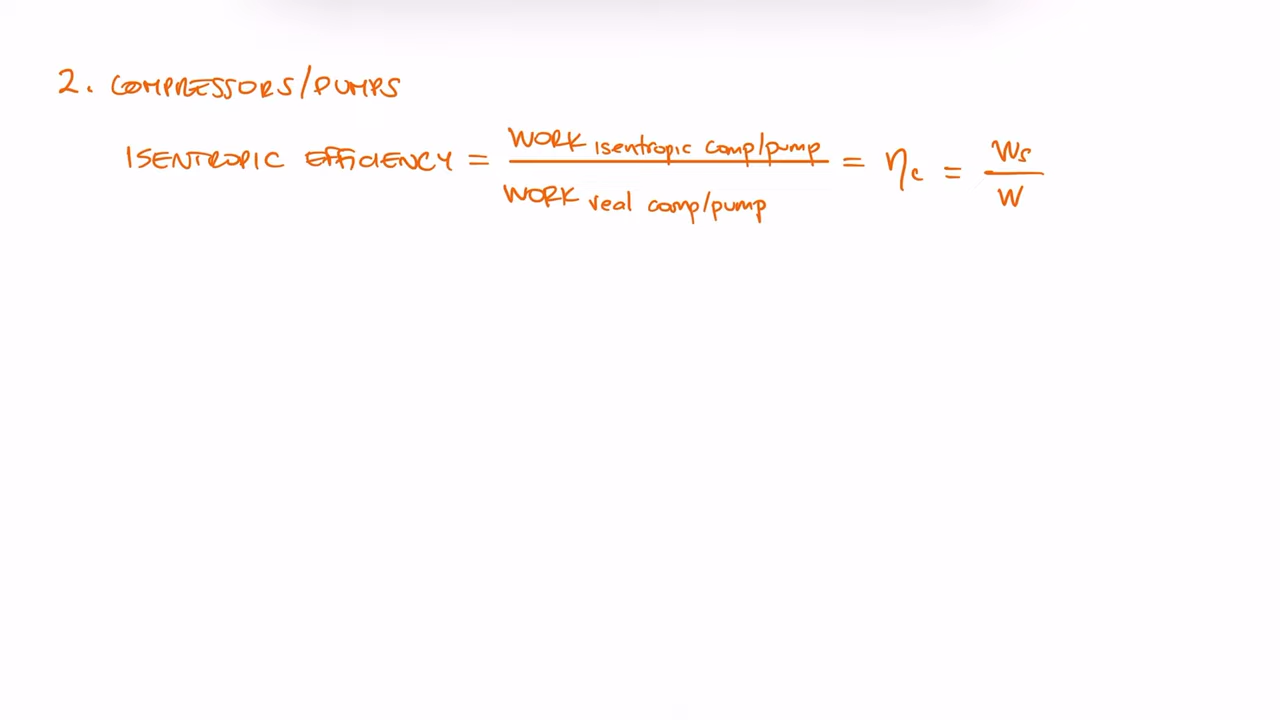 2. COMPRESSORS/PUMPS
ISENTROPIC EFFICIENCY = WORK isentropic comp/pump / WORK real comp/pump = ηc = Ws / W